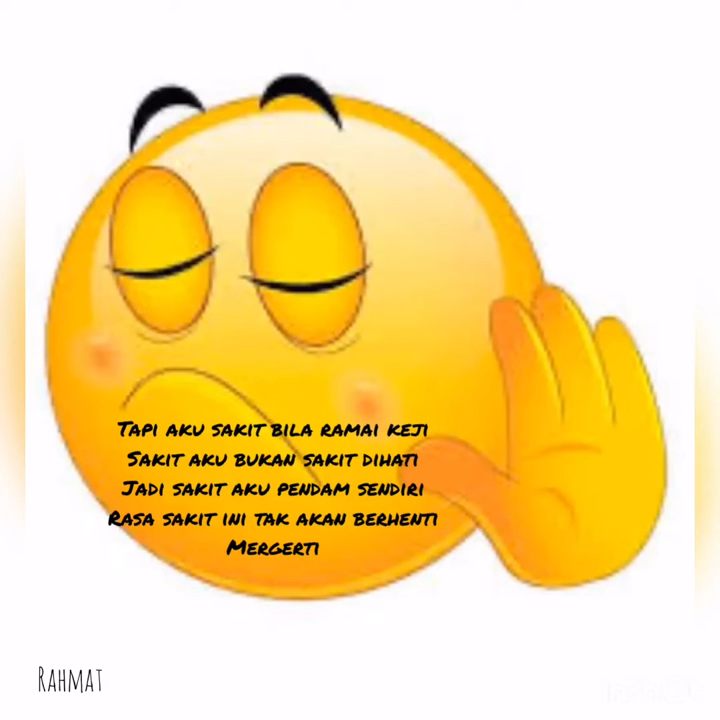 Tapi aku sakit bila ramai keji
Sakit aku bukan sakit dihati
Jadi sakit aku pendam sendiri
Rasa sakit ini tak akan berhenti
Mergerti
Rahmat